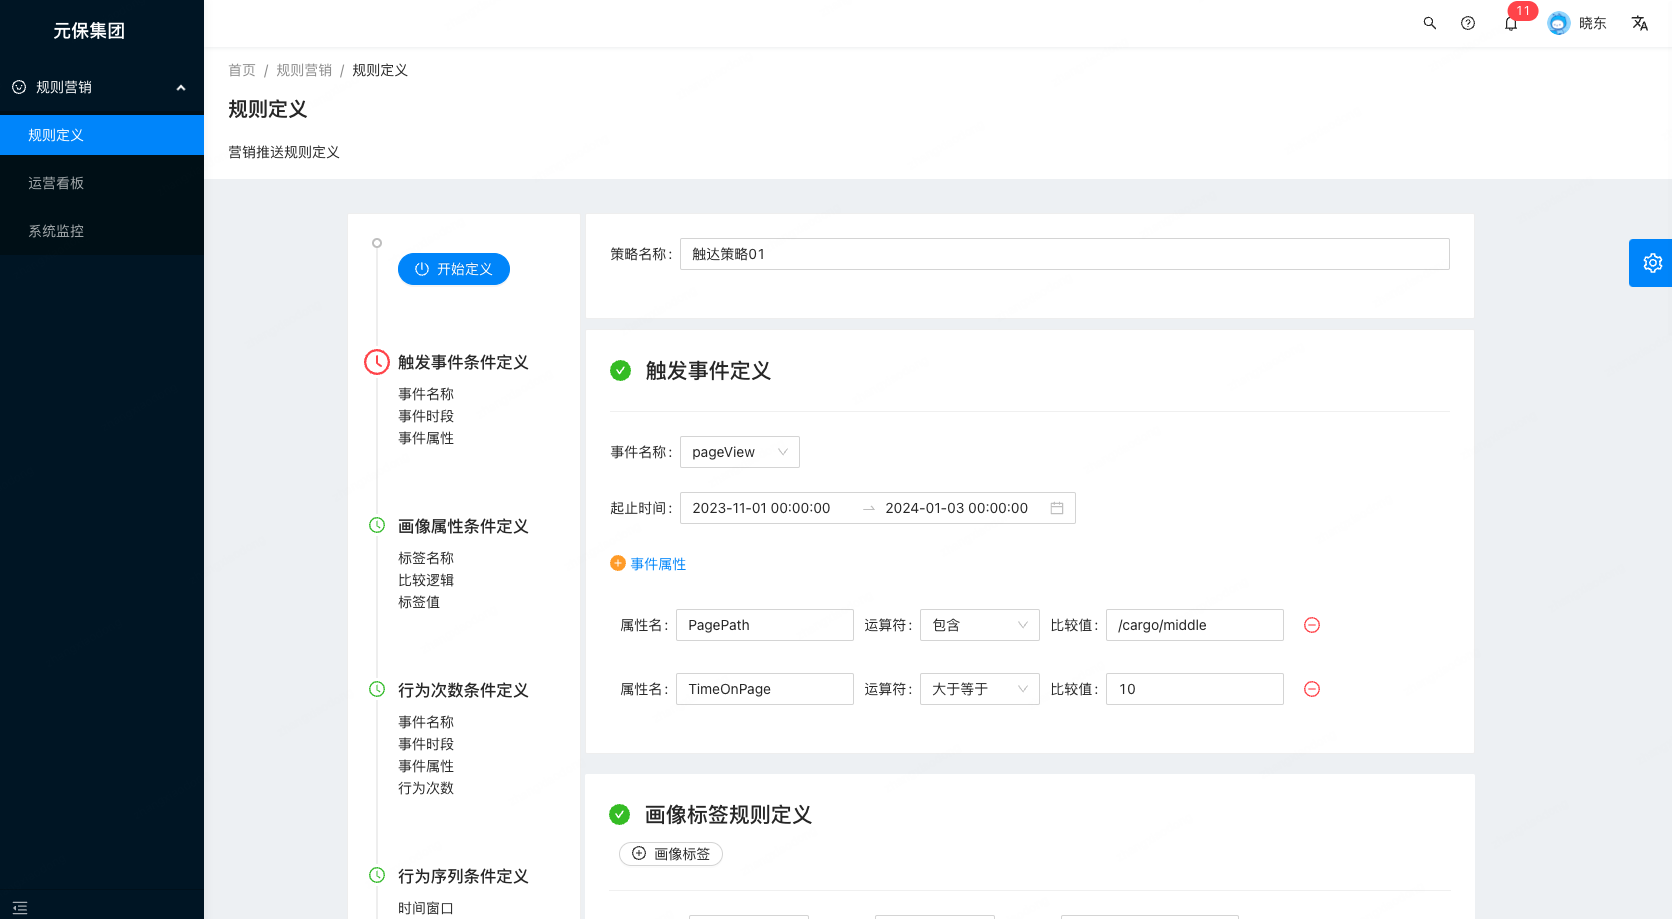 元保集团
规则营销
规则定义
运营看板
系统监控
11
晓东
首页 / 规则营销 / 规则定义
规则定义
营销推送规则定义
开始定义
触发事件条件定义
事件名称
事件时段
事件属性
画像属性条件定义
标签名称
比较逻辑
标签值
行为次数条件定义
事件名称
事件时段
事件属性
行为次数
行为序列条件定义
时间窗口
策略名称: 触达策略01
触发事件定义
事件名称: pageView
起止时间: 2023-11-01 00:00:00 → 2024-01-03 00:00:00
事件属性
属性名: PagePath 运算符: 包含 比较值: /cargo/middle
属性名: TimeOnPage 运算符: 大于等于 比较值: 10
画像标签规则定义
画像标签